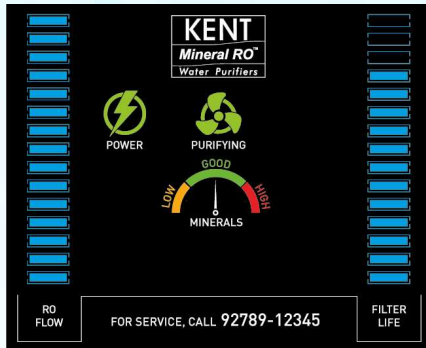 KENT
Mineral RO™
Water Purifiers
POWER
PURIFYING
LOW
GOOD
HIGH
MINERALS
RO
FLOW
FOR SERVICE, CALL 92789-12345
FILTER
LIFE